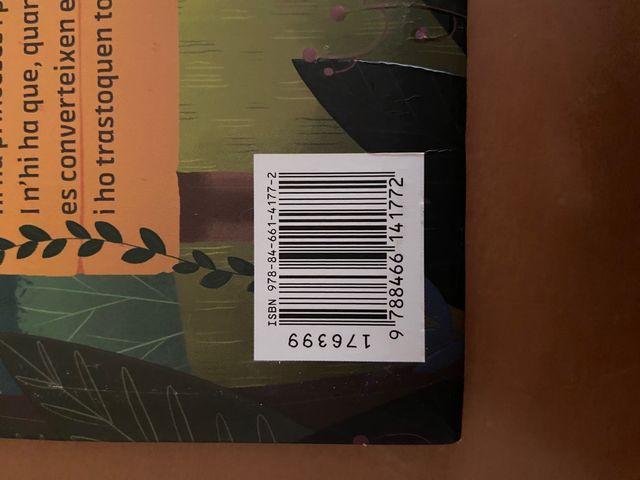 In'hi ha que, quan
es converteixen e
i ho trastoquen to
ISBN 978-84-661-4177-2
9 788466 141772
176399